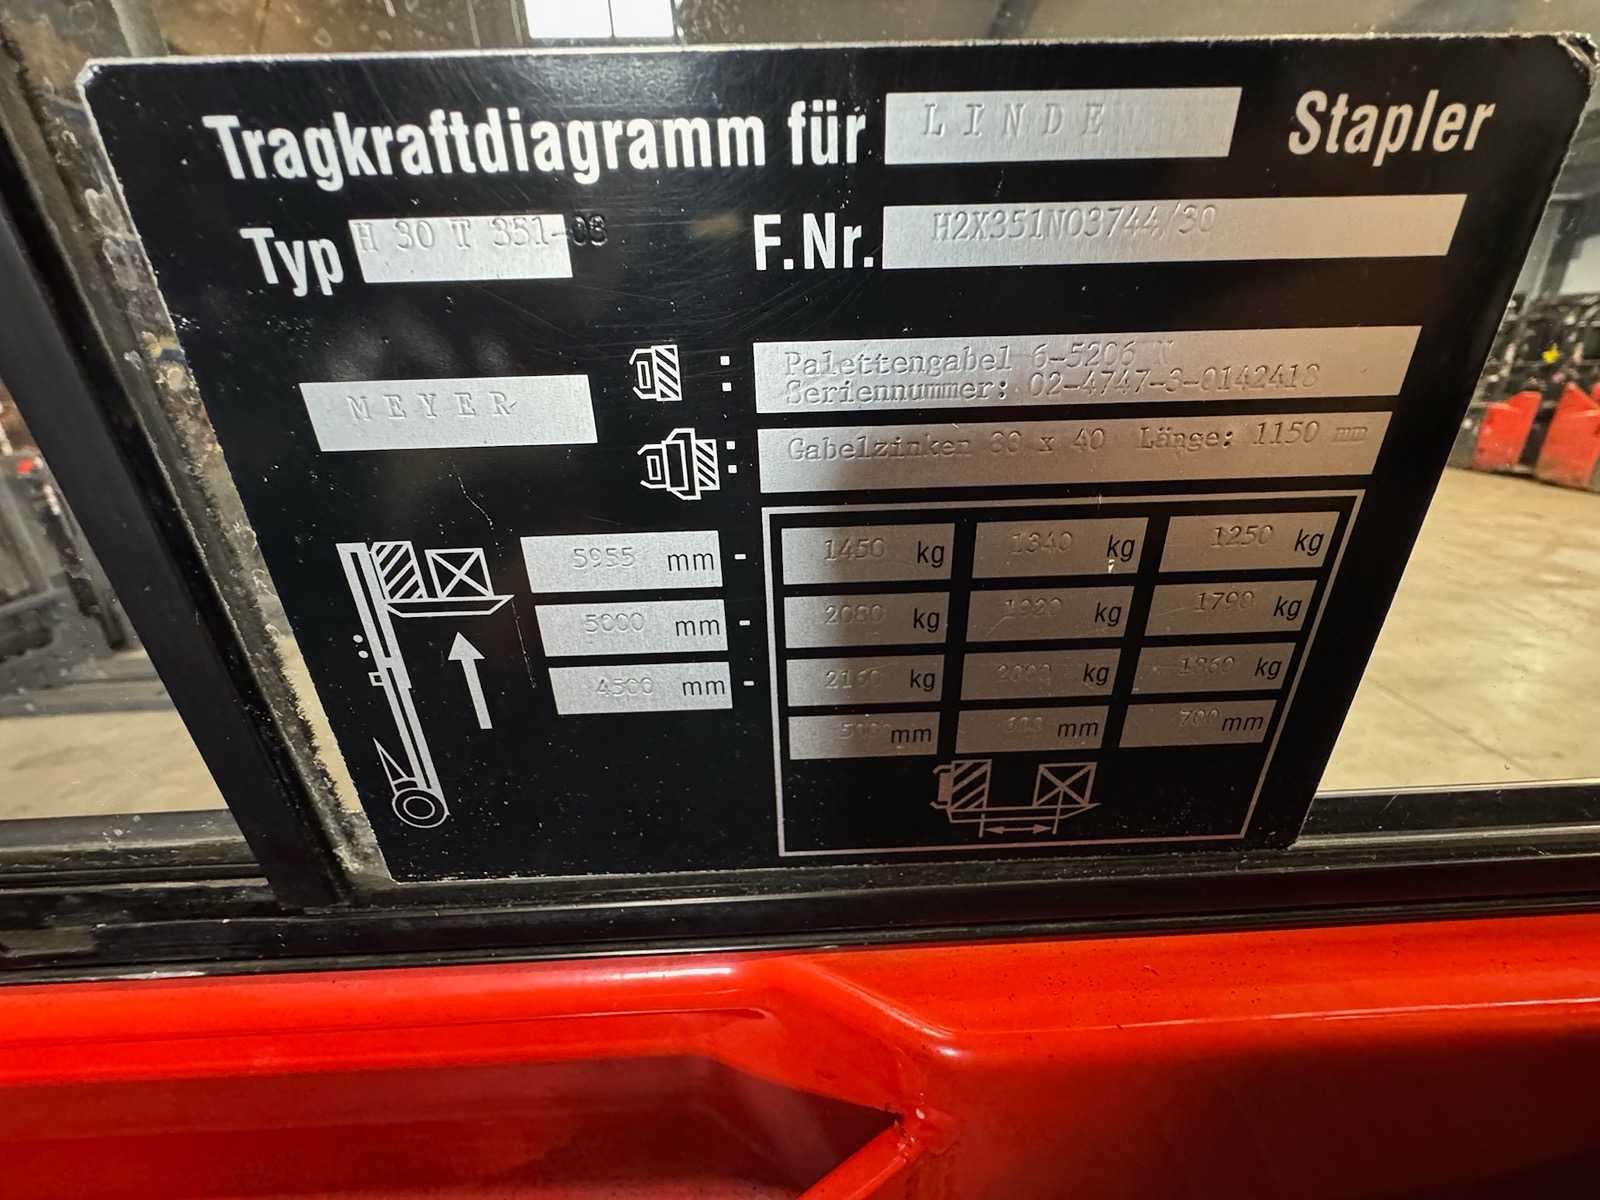 Tragkraftdiagramm für LINDE Stapler
Typ H 30 T 351-03 F.Nr. H2X351N03744/30
MEYER
: Palettengabel 6-5206 N
Seriennummer: 02-4747-3-0142418
: Gabelzinken 80 x 40 Länge: 1150 mm
5955 mm - 1450 kg 1340 kg 1250 kg
5000 mm - 2080 kg 1920 kg 1790 kg
4500 mm - 2160 kg 2000 kg 1860 kg
500 mm 600 mm 700 mm